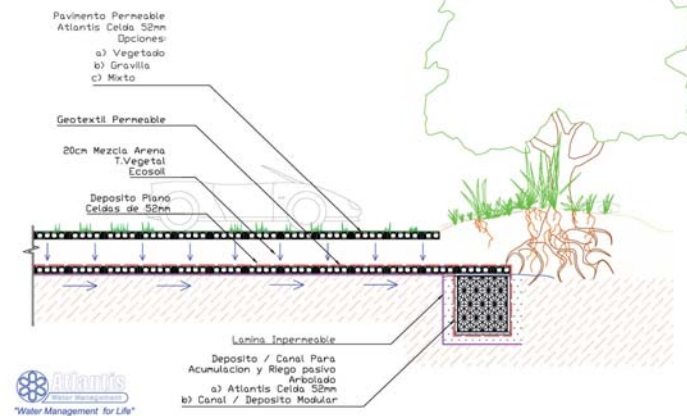 Pavimento Permeable
Atlantis Celda 52mm
Opciones:
a) Vegetado
b) Gravilla
c) Mixto
Geotextil Permeable
20cm Mezcla Arena
T.Vegetal
Ecosoil
Deposito Plano
Celdas de 52mm
Lamina Impermeable
Deposito / Canal Para
Acumulacion y Riego pasivo
Arbolado
a) Atlantis Celda 52mm
b) Canal / Deposito Modular
Atlantis
Water Management
"Water Management for Life"